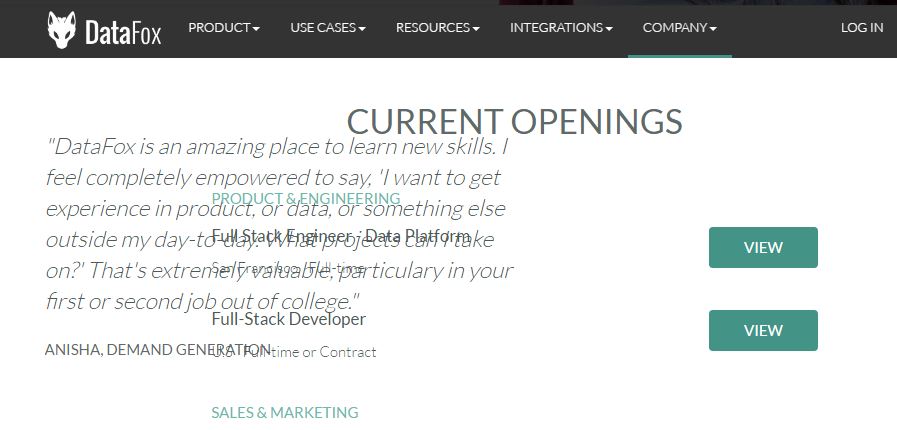 DataFox PRODUCT USE CASES RESOURCES INTEGRATIONS COMPANY LOG IN
CURRENT OPENINGS
"DataFox is an amazing place to learn new skills. I
feel completely empowered to say, 'I want to get
experience in product, or data, or something else
outside my day-to-day. What projects can I take
on?' That's extremely valuable, particulary in your
first or second job out of college."
ANISHA, DEMAND GENERATION
PRODUCT & ENGINEERING
Full Stack Engineer - Data Platform
VIEW
San Francisco Full-time
Full-Stack Developer
VIEW
U.S. Full-time or Contract
SALES & MARKETING